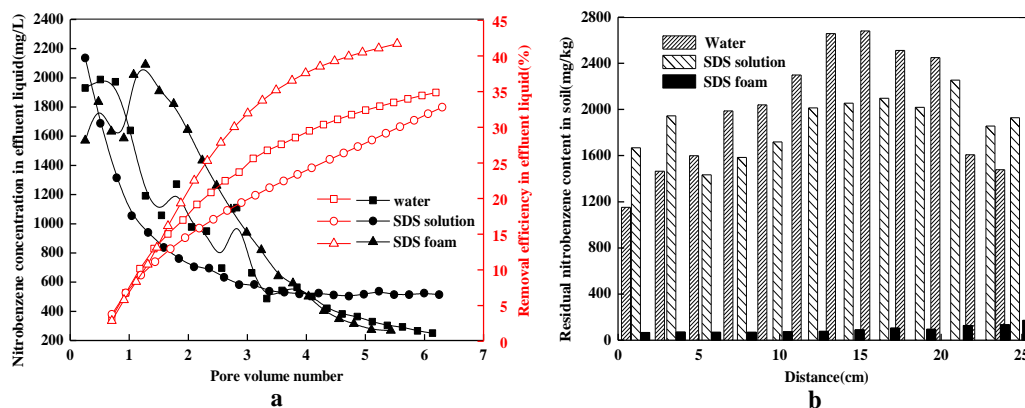 a
2400
2200
2000
1800
1600
1400
1200
1000
800
600
400
200
Nitrobenzene concentration in effluent liquid(mg/L)
45
40
35
30
25
20
15
10
5
0
Removal efficiency in effluent liquid(%)
water
SDS solution
SDS foam
0 1 2 3 4 5 6 7
Pore volume number
a
b
2800
2400
2000
1600
1200
800
400
0
Residual nitrobenzene content in soil(mg/kg)
Water
SDS solution
SDS foam
0 5 10 15 20 25
Distance(cm)
b